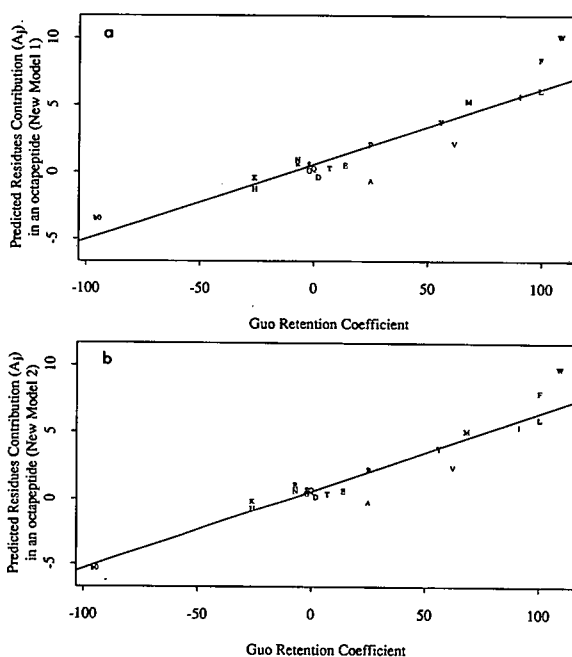 a
Predicted Residues Contribution (Aj).
in an octapeptide (New Model 1)
10
5
0
-5
W
F
I L
M
Y
V
P
A
E
T
D
K
H
b0
-100 -50 0 50 100
Guo Retention Coefficient
b
Predicted Residues Contribution (Aj)
in an octapeptide (New Model 2)
10
5
0
-5
W
F
L
I
M
Y
V
P
A
E
T
D
K
H
b0
-100 -50 0 50 100
Guo Retention Coefficient